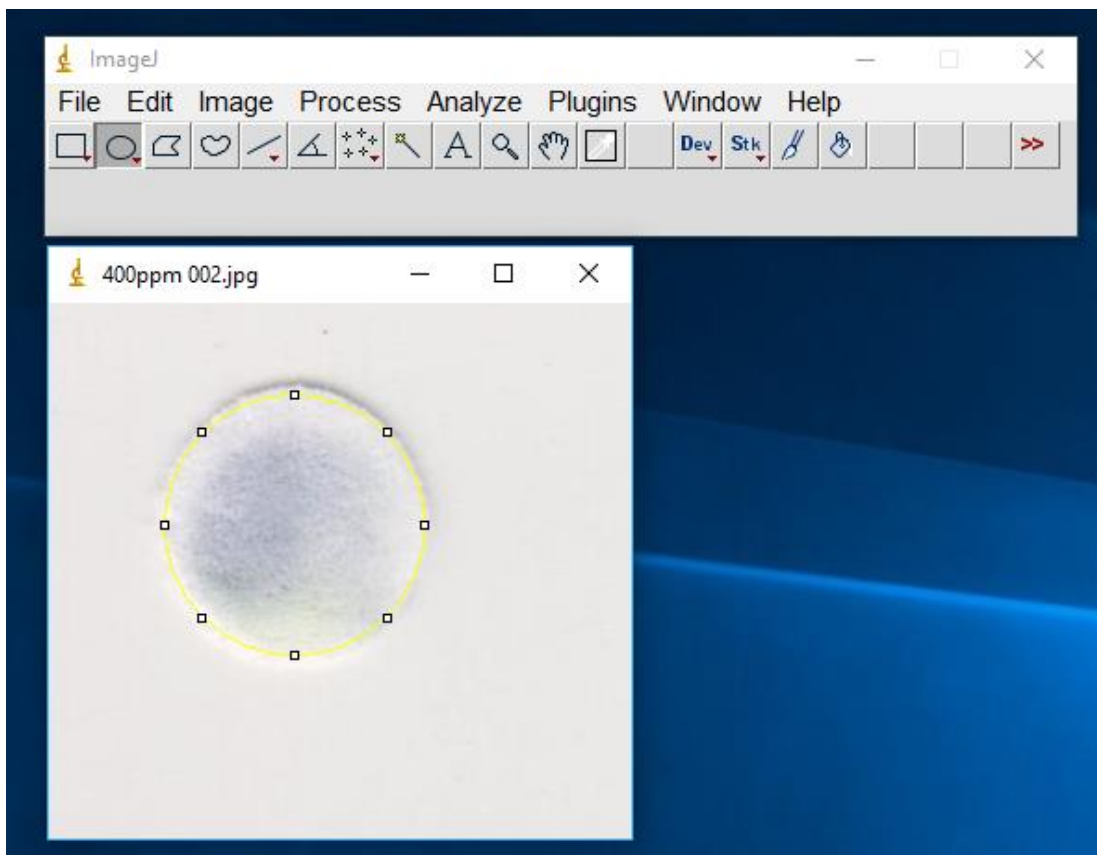 ImageJ
File Edit Image Process Analyze Plugins Window Help
A Dev Stk >>
400ppm 002.jpg